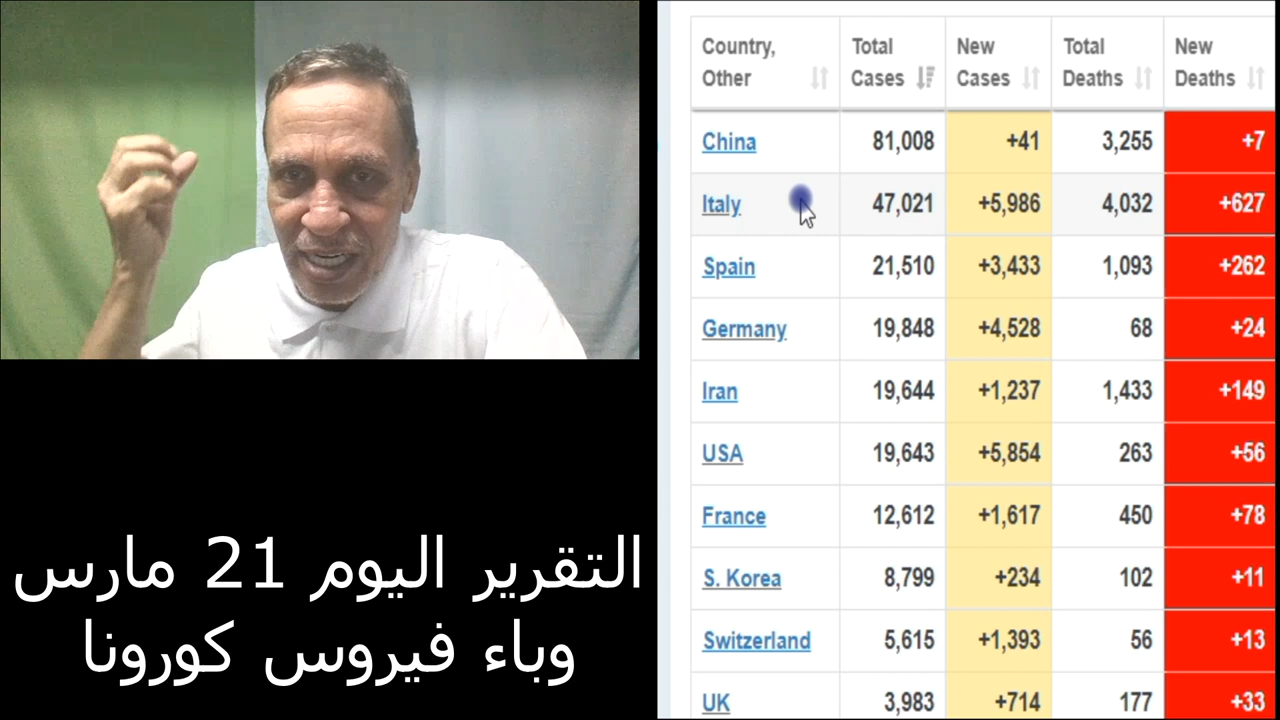 Country, Other Total Cases New Cases Total Deaths New Deaths
China 81,008 +41 3,255 +7
Italy 47,021 +5,986 4,032 +627
Spain 21,510 +3,433 1,093 +262
Germany 19,848 +4,528 68 +24
Iran 19,644 +1,237 1,433 +149
USA 19,643 +5,854 263 +56
France 12,612 +1,617 450 +78
S. Korea 8,799 +234 102 +11
Switzerland 5,615 +1,393 56 +13
UK 3,983 +714 177 +33
التقرير اليوم 21 مارس
وباء فيروس كورونا